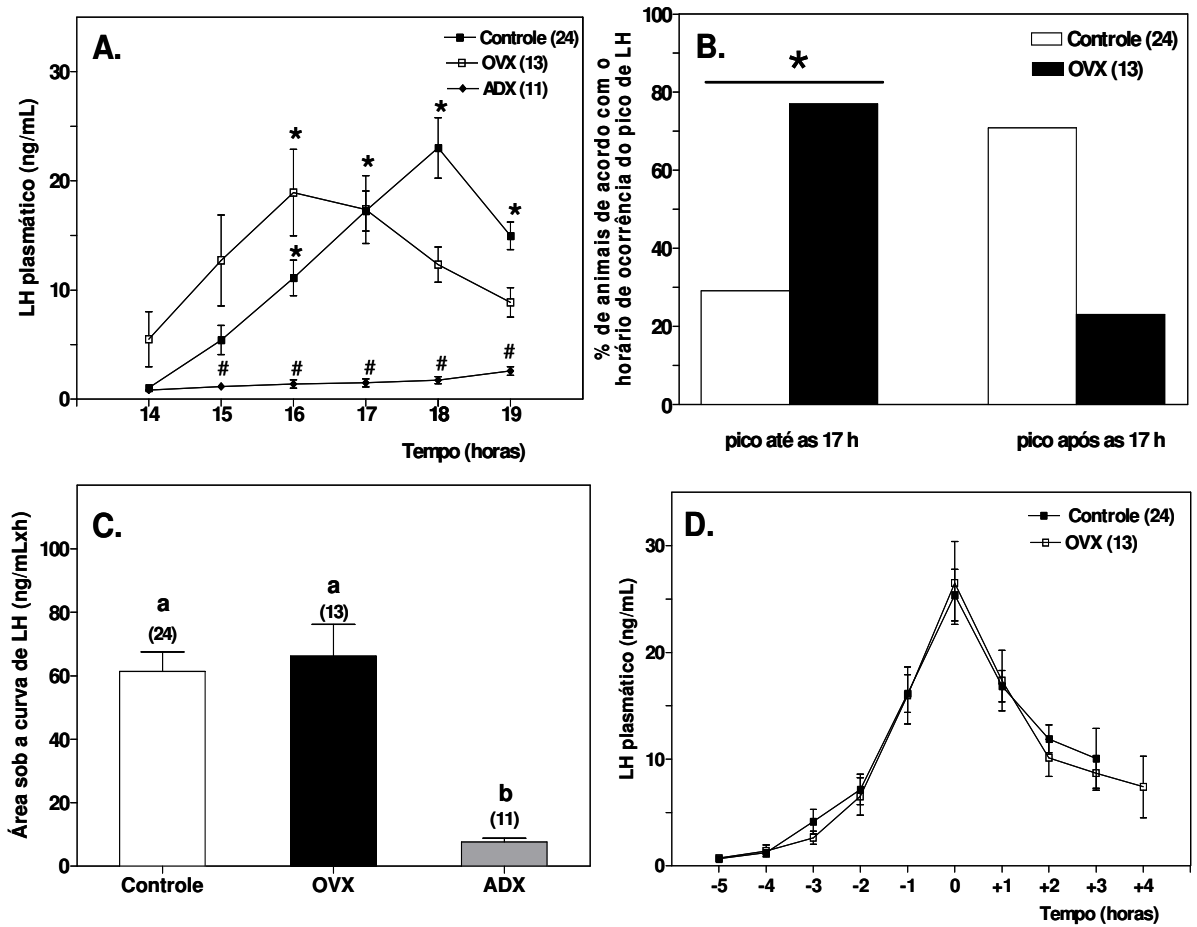 A.
Controle (24)
OVX (13)
ADX (11)
LH plasmático (ng/mL)
30
20
10
0
* * * * *
# # # # #
14 15 16 17 18 19
Tempo (horas)
B.
Controle (24)
OVX (13)
% de animais de acordo com o
horário de ocorrência do pico de LH
100
80
60
40
20
0
*
pico até as 17 h pico após as 17 h
C.
Área sob a curva de LH (ng/mLxh)
100
80
60
40
20
0
a
(24)
a
(13)
b
(11)
Controle OVX ADX
D.
Controle (24)
OVX (13)
LH plasmático (ng/mL)
30
20
10
0
-5 -4 -3 -2 -1 0 +1 +2 +3 +4
Tempo (horas)